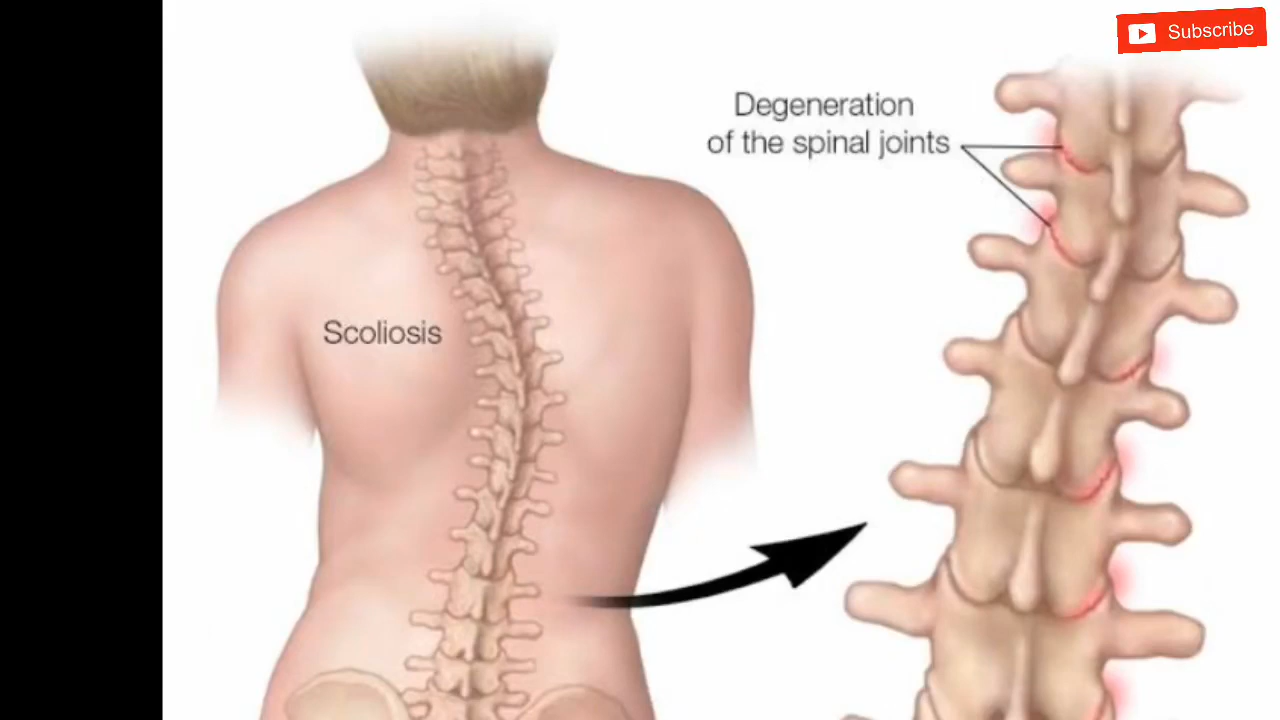 Subscribe
Degeneration
of the spinal joints
Scoliosis